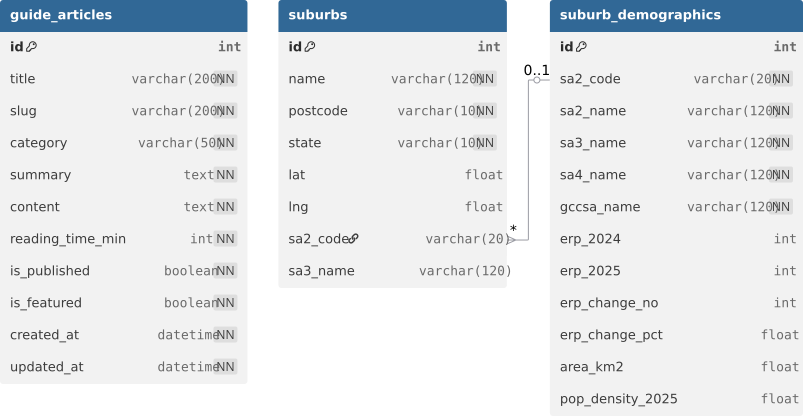 guide_articles
id int
title varchar(200) NN
slug varchar(200) NN
category varchar(50) NN
summary text NN
content text NN
reading_time_min int NN
is_published boolean NN
is_featured boolean NN
created_at datetime NN
updated_at datetime NN
suburbs
id int
name varchar(120) NN
postcode varchar(10) NN
state varchar(10) NN
lat float
lng float
sa2_code varchar(20)
sa3_name varchar(120)
*
0..1
suburb_demographics
id int
sa2_code varchar(20) NN
sa2_name varchar(120) NN
sa3_name varchar(120) NN
sa4_name varchar(120) NN
gccsa_name varchar(120) NN
erp_2024 int
erp_2025 int
erp_change_no int
erp_change_pct float
area_km2 float
pop_density_2025 float